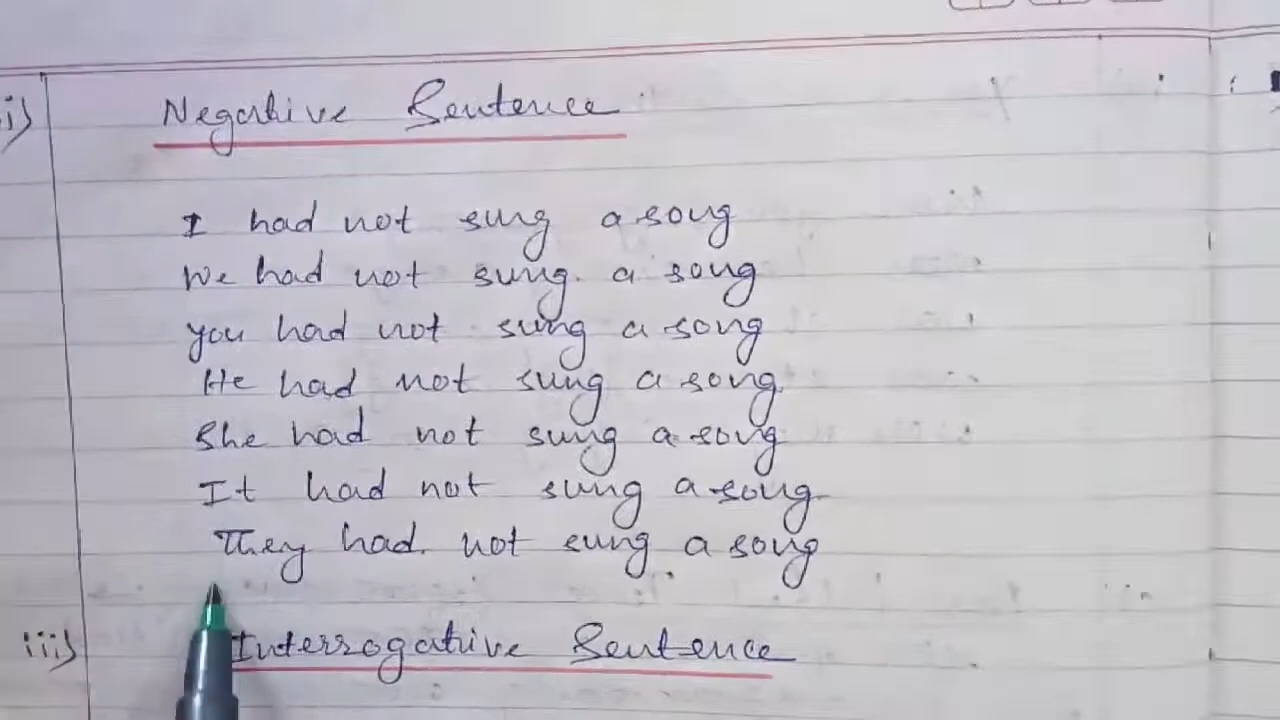 ii) Negative Sentence
I had not sung a song
We had not sung a song
you had not sung a song
He had not sung a song
She had not sung a song
It had not sung a song
They had not sung a song
iii) Interrogative Sentence